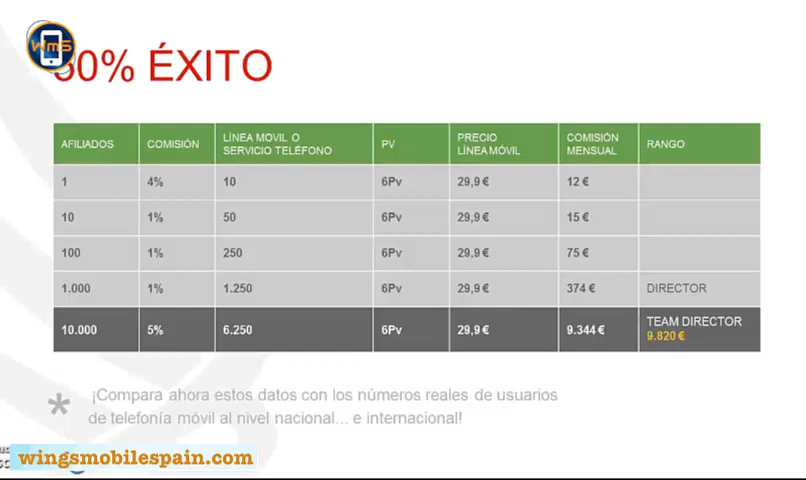 WmS
50% ÉXITO
AFILIADOS COMISIÓN LÍNEA MOVIL O SERVICIO TELÉFONO PV PRECIO LÍNEA MÓVIL COMISIÓN MENSUAL RANGO
1 4% 10 6Pv 29,9 € 12 €
10 1% 50 6Pv 29,9 € 15 €
100 1% 250 6Pv 29,9 € 75 €
1.000 1% 1.250 6Pv 29,9 € 374 € DIRECTOR
10.000 5% 6.250 6Pv 29,9 € 9.344 € TEAM DIRECTOR 9.820 €
* ¡Compara ahora estos datos con los números reales de usuarios
de telefonía móvil al nivel nacional... e internacional!
wingsmobilespain.com